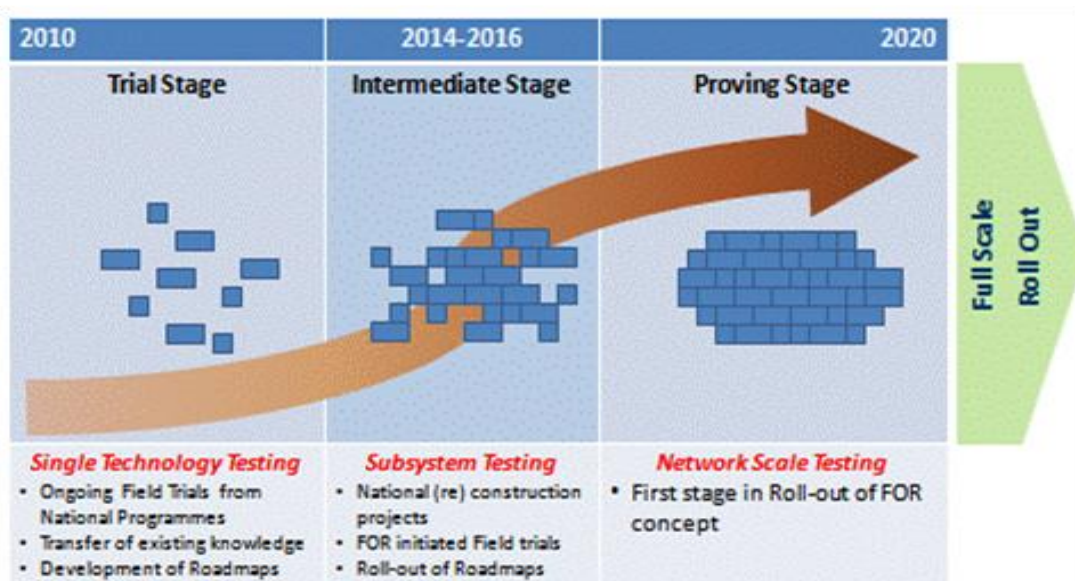 2010
2014-2016
2020
Trial Stage
Intermediate Stage
Proving Stage
Full Scale
Roll Out
Single Technology Testing
• Ongoing Field Trials from
National Programmes
• Transfer of existing knowledge
• Development of Roadmaps
Subsystem Testing
• National (re) construction
projects
• FOR initiated Field trials
• Roll-out of Roadmaps
Network Scale Testing
• First stage in Roll-out of FOR
concept